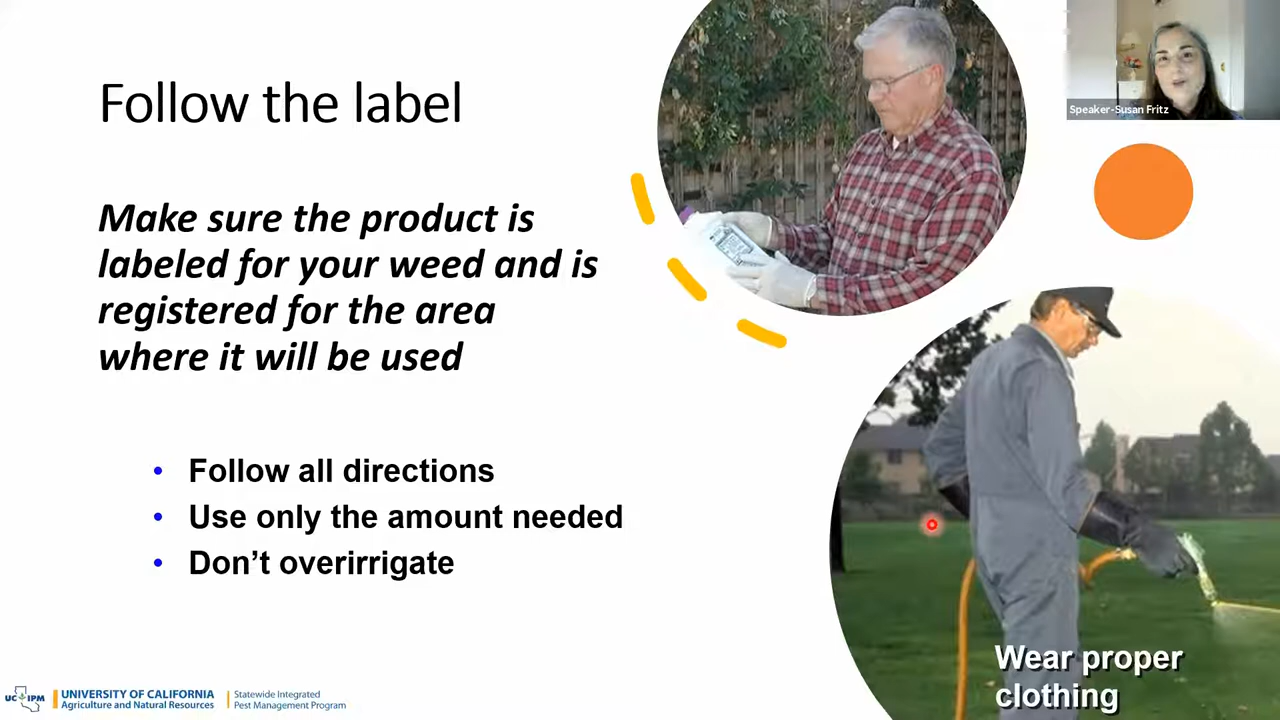 Follow the label
Make sure the product is
labeled for your weed and is
registered for the area
where it will be used
• Follow all directions
• Use only the amount needed
• Don't overirrigate
Speaker-Susan Fritz
Wear proper
clothing
UC IPM
UNIVERSITY OF CALIFORNIA
Agriculture and Natural Resources
Statewide Integrated
Pest Management Program